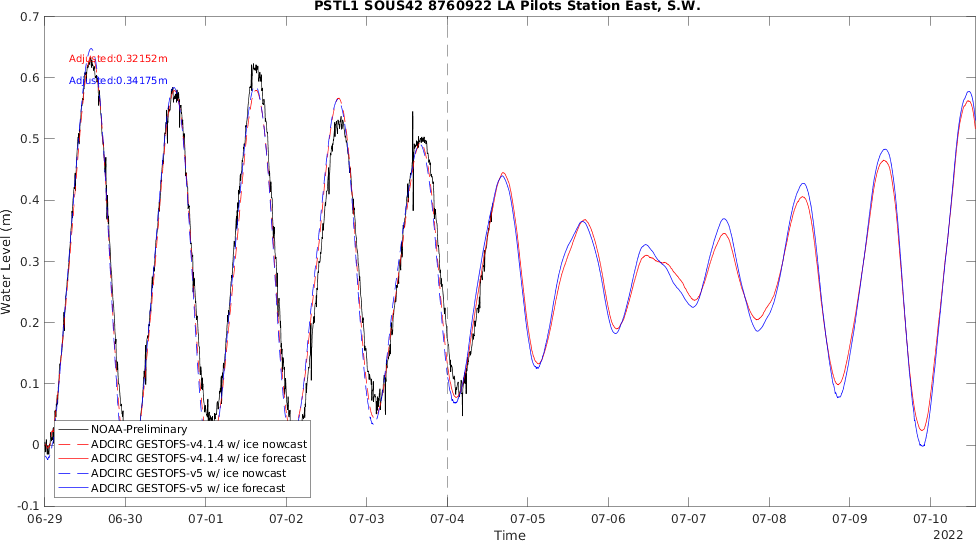 PSTL1 SOUS42 8760922 LA Pilots Station East, S.W.
0.7
0.6
0.5
0.4
0.3
0.2
0.1
0
-0.1
Water Level (m)
Adjusted:0.32152m
Adjusted:0.34175m
NOAA-Preliminary
ADCIRC GESTOFS-v4.1.4 w/ ice nowcast
ADCIRC GESTOFS-v4.1.4 w/ ice forecast
ADCIRC GESTOFS-v5 w/ ice nowcast
ADCIRC GESTOFS-v5 w/ ice forecast
06-29 06-30 07-01 07-02 07-03 07-04 07-05 07-06 07-07 07-08 07-09 07-10
Time
2022